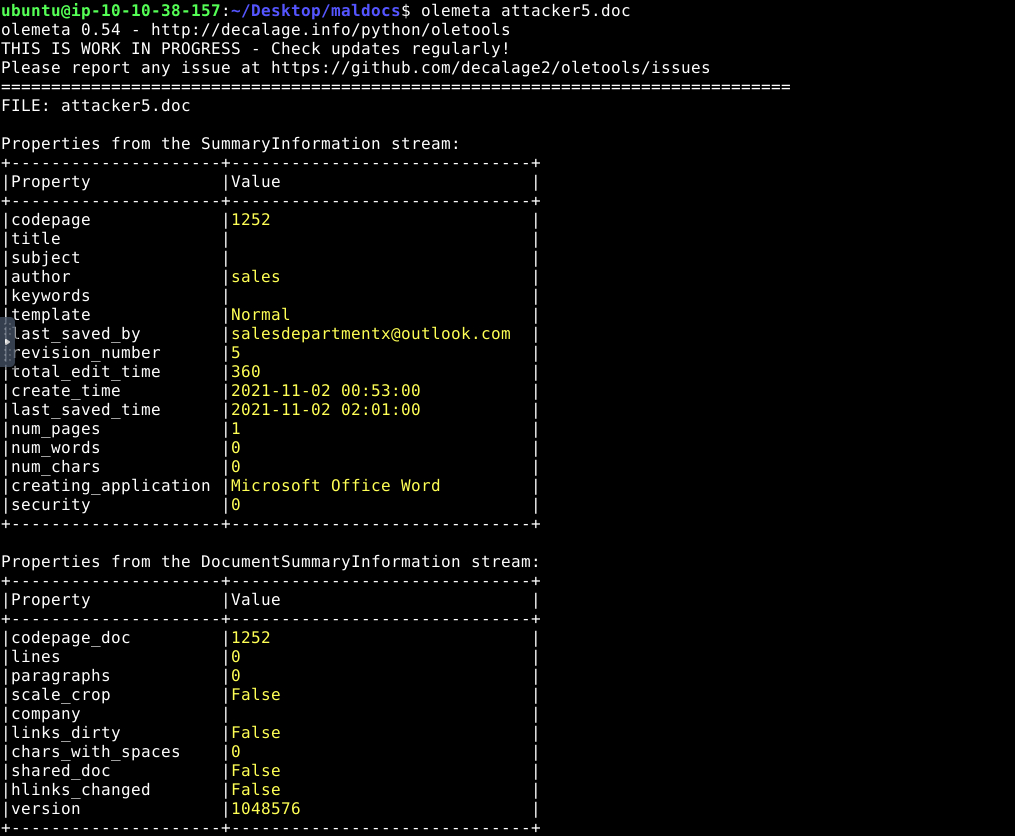 ubuntu@ip-10-10-38-157:~/Desktop/maldocs$ olemeta attacker5.doc
olemeta 0.54 - http://decalage.info/python/oletools
THIS IS WORK IN PROGRESS - Check updates regularly!
Please report any issue at https://github.com/decalage2/oletools/issues
===============================================================================
FILE: attacker5.doc

Properties from the SummaryInformation stream:
+---------------------+------------------------------+
|Property             |Value                         |
+---------------------+------------------------------+
|codepage             |1252                          |
|title                |                              |
|subject              |                              |
|author               |sales                         |
|keywords             |                              |
|template             |Normal                        |
|last_saved_by        |salesdepartmentx@outlook.com  |
|revision_number      |5                             |
|total_edit_time      |360                           |
|create_time          |2021-11-02 00:53:00           |
|last_saved_time      |2021-11-02 02:01:00           |
|num_pages            |1                             |
|num_words            |0                             |
|num_chars            |0                             |
|creating_application |Microsoft Office Word         |
|security             |0                             |
+---------------------+------------------------------+

Properties from the DocumentSummaryInformation stream:
+---------------------+------------------------------+
|Property             |Value                         |
+---------------------+------------------------------+
|codepage_doc         |1252                          |
|lines                |0                             |
|paragraphs           |0                             |
|scale_crop           |False                         |
|company              |                              |
|links_dirty          |False                         |
|chars_with_spaces    |0                             |
|shared_doc           |False                         |
|hlinks_changed       |False                         |
|version              |1048576                       |
+---------------------+------------------------------+